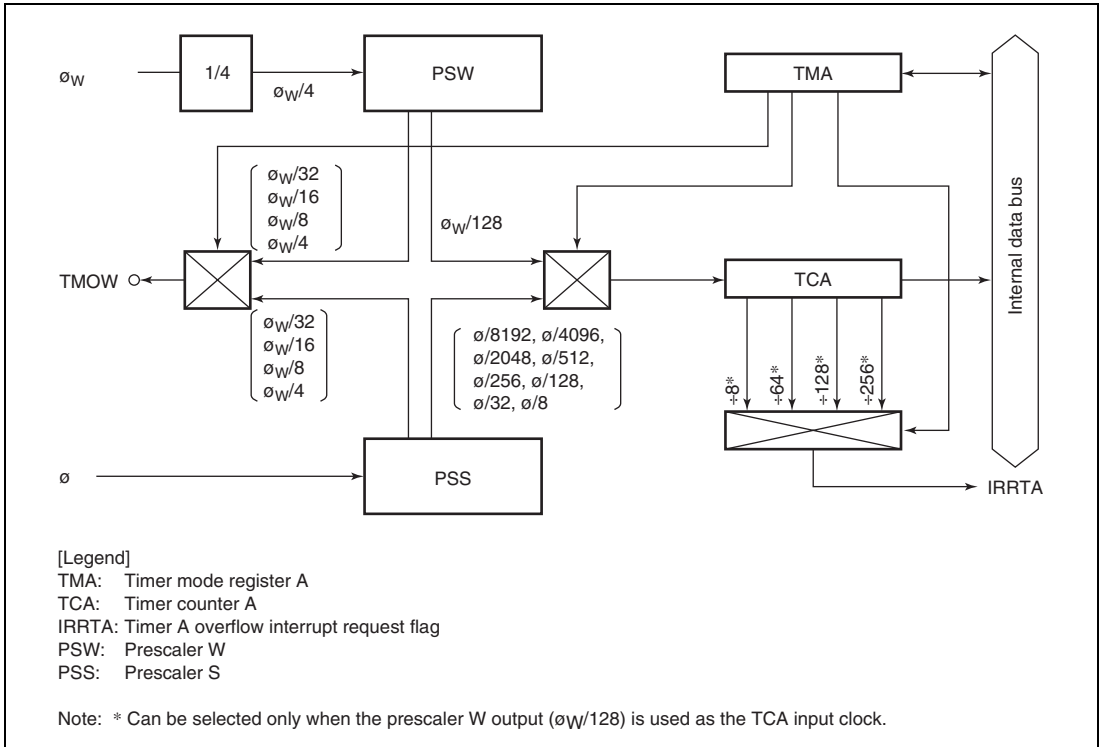 øW
1/4
øW/4
PSW
TMA
øW/32
øW/16
øW/8
øW/4
øW/128
TMOW
TCA
Internal data bus
øW/32
øW/16
øW/8
øW/4
ø/8192, ø/4096,
ø/2048, ø/512,
ø/256, ø/128,
ø/32, ø/8
÷8*
÷64*
÷128*
÷256*
ø
PSS
IRRTA
[Legend]
TMA: Timer mode register A
TCA: Timer counter A
IRRTA: Timer A overflow interrupt request flag
PSW: Prescaler W
PSS: Prescaler S
Note: * Can be selected only when the prescaler W output (øW/128) is used as the TCA input clock.